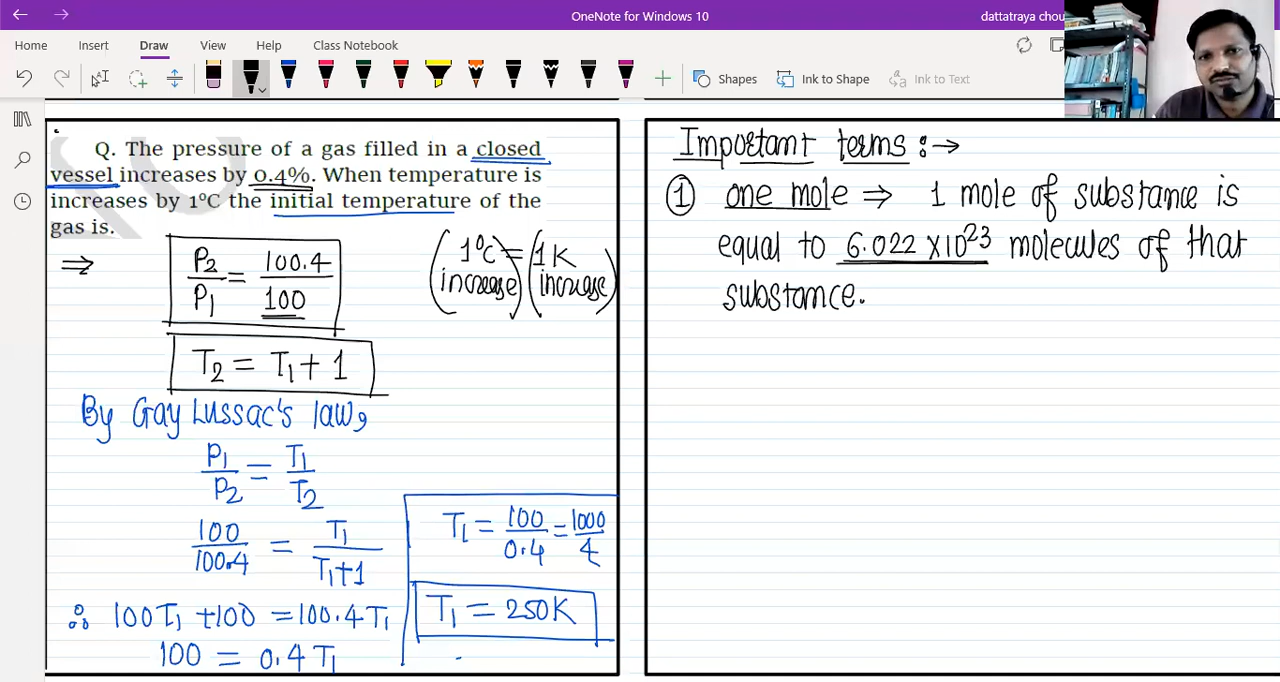 OneNote for Windows 10
dattatraya chou
Home Insert Draw View Help Class Notebook
Shapes Ink to Shape Ink to Text
Q. The pressure of a gas filled in a closed
vessel increases by 0.4%. When temperature is
increases by 1°C the initial temperature of the
gas is.
⇒ P2/P1 = 100.4/100
(1°C increase) = (1K increase)
T2 = T1 + 1
By Gay Lussac's law,
P1/P2 = T1/T2
100/100.4 = T1/T1+1
∴ 100T1 + 100 = 100.4 T1
100 = 0.4 T1
T1 = 100/0.4 = 1000/4
T1 = 250K
Important terms :→
① one mole ⇒ 1 mole of substance is
equal to 6.022 ×10²³ molecules of that
substance.